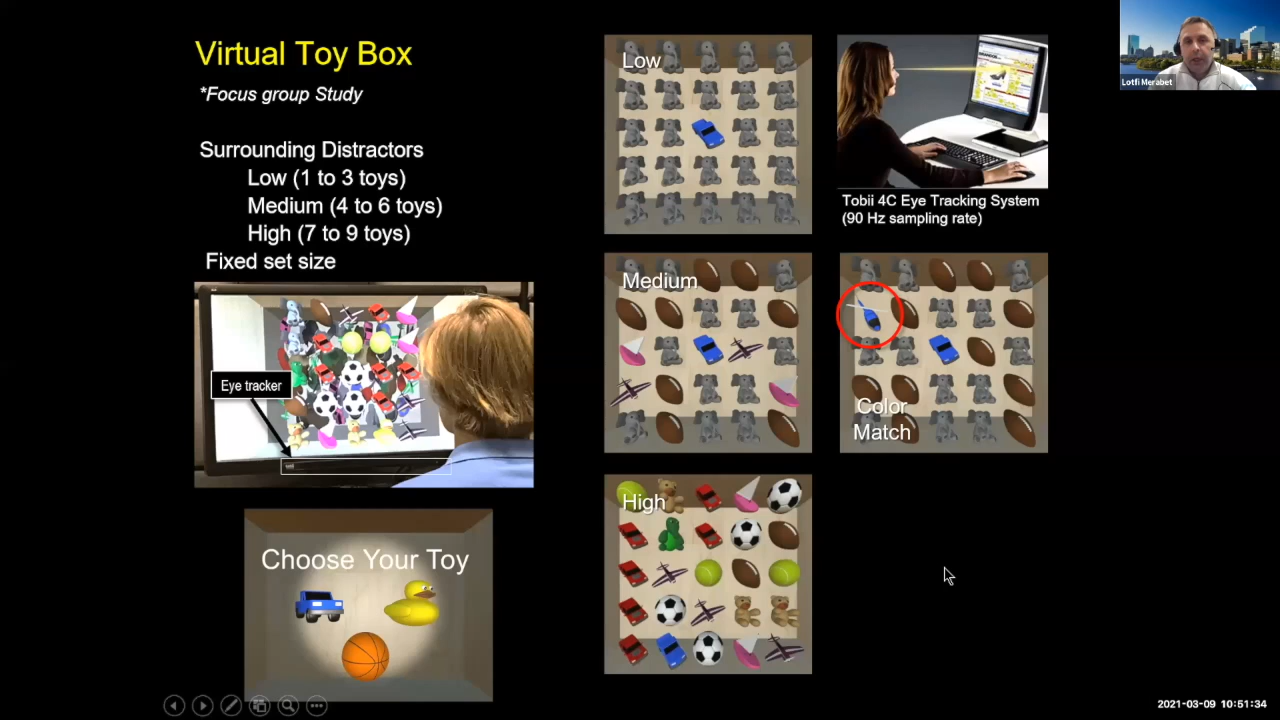 Virtual Toy Box
*Focus group Study
Surrounding Distractors
Low (1 to 3 toys)
Medium (4 to 6 toys)
High (7 to 9 toys)
Fixed set size
Eye tracker
Choose Your Toy
Low
Medium
High
Tobii 4C Eye Tracking System
(90 Hz sampling rate)
Color
Match
Lotfi Merabet
2021-03-09 10:51:34